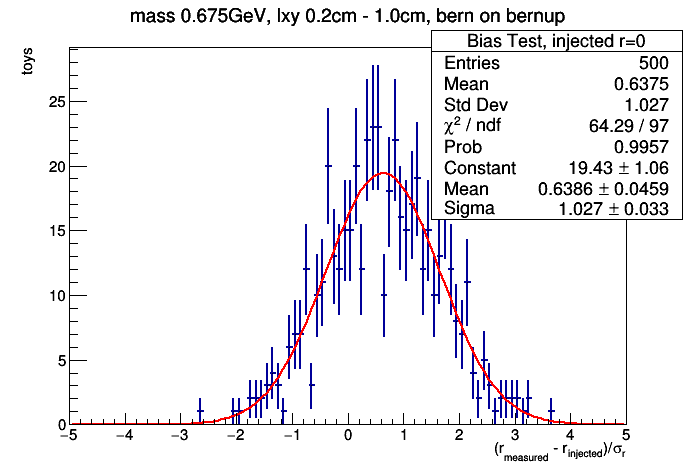 mass 0.675GeV, lxy 0.2cm - 1.0cm, bern on bernup
Bias Test, injected r=0
Entries 500
Mean 0.6375
Std Dev 1.027
χ² / ndf 64.29 / 97
Prob 0.9957
Constant 19.43 ± 1.06
Mean 0.6386 ± 0.0459
Sigma 1.027 ± 0.033
toys
25
20
15
10
5
0
−5 −4 −3 −2 −1 0 1 2 3 4 5
(r_measured - r_injected)/σ_r